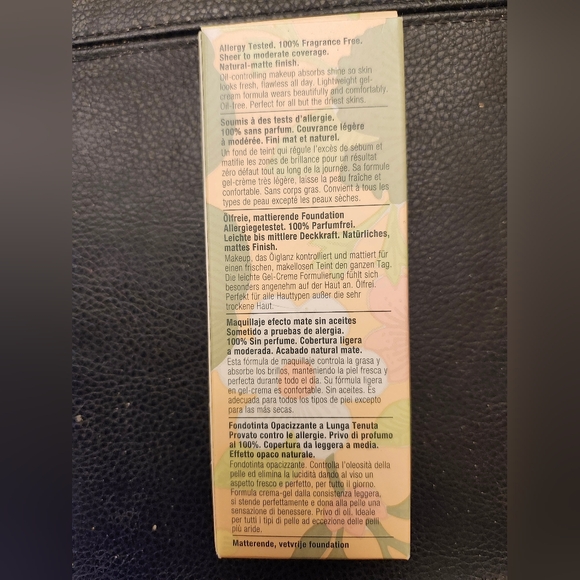 Allergy Tested. 100% Fragrance Free.
Sheer to moderate coverage.
Natural-matte finish.
Oil-controlling makeup absorbs shine so skin
looks fresh, flawless all day. Lightweight gel-
cream formula wears beautifully and comfortably.
Oil-free. Perfect for all but the driest skins.
Soumis à des tests d'allergie.
100% sans parfum. Couvrance légère
à modérée. Fini mat et naturel.
Un fond de teint qui régule l'excès de sébum et
matifie les zones de brillance pour un résultat
zéro défaut tout au long de la journée. Sa formule
gel-crème très légère, laisse la peau fraîche et
confortable. Sans corps gras. Convient à tous les
types de peau excepté les peaux sèches.
Ölfreie, mattierende Foundation
Allergiegetestet. 100% Parfumfrei.
Leichte bis mittlere Deckkraft. Natürliches,
mattes Finish.
Makeup, das Ölglanz kontrolliert und mattiert für
einen frischen, makellosen Teint den ganzen Tag.
Die leichte Gel-Creme Formulierung fühlt sich
besonders angenehm auf der Haut an. Ölfrei.
Perfekt für alle Hauttypen außer die sehr
trockene Haut.
Maquillaje efecto mate sin aceites
Sometido a pruebas de alergia.
100% Sin perfume. Cobertura ligera
a moderada. Acabado natural mate.
Esta fórmula de maquillaje controla la grasa y
absorbe los brillos, manteniendo la piel fresca y
perfecta durante todo el día. Su fórmula ligera
en gel-crema es confortable. Sin aceites. Es
adecuada para todos los tipos de piel excepto
para las más secas.
Fondotinta Opacizzante a Lunga Tenuta
Provato contro le allergie. Privo di profumo
al 100%. Copertura da leggera a media.
Effetto opaco naturale.
Fondotinta opacizzante. Controlla l'oleosità della
pelle ed elimina la lucidità dando al viso un
aspetto fresco e perfetto, per tutto il giorno.
Formula crema-gel dalla consistenza leggera,
si stende perfettamente e dona alla pelle una
sensazione di benessere. Privo di oli. Ideale
per tutti i tipi di pelle ad eccezione delle pelli
più aride.
Matterende, vetvrije foundation